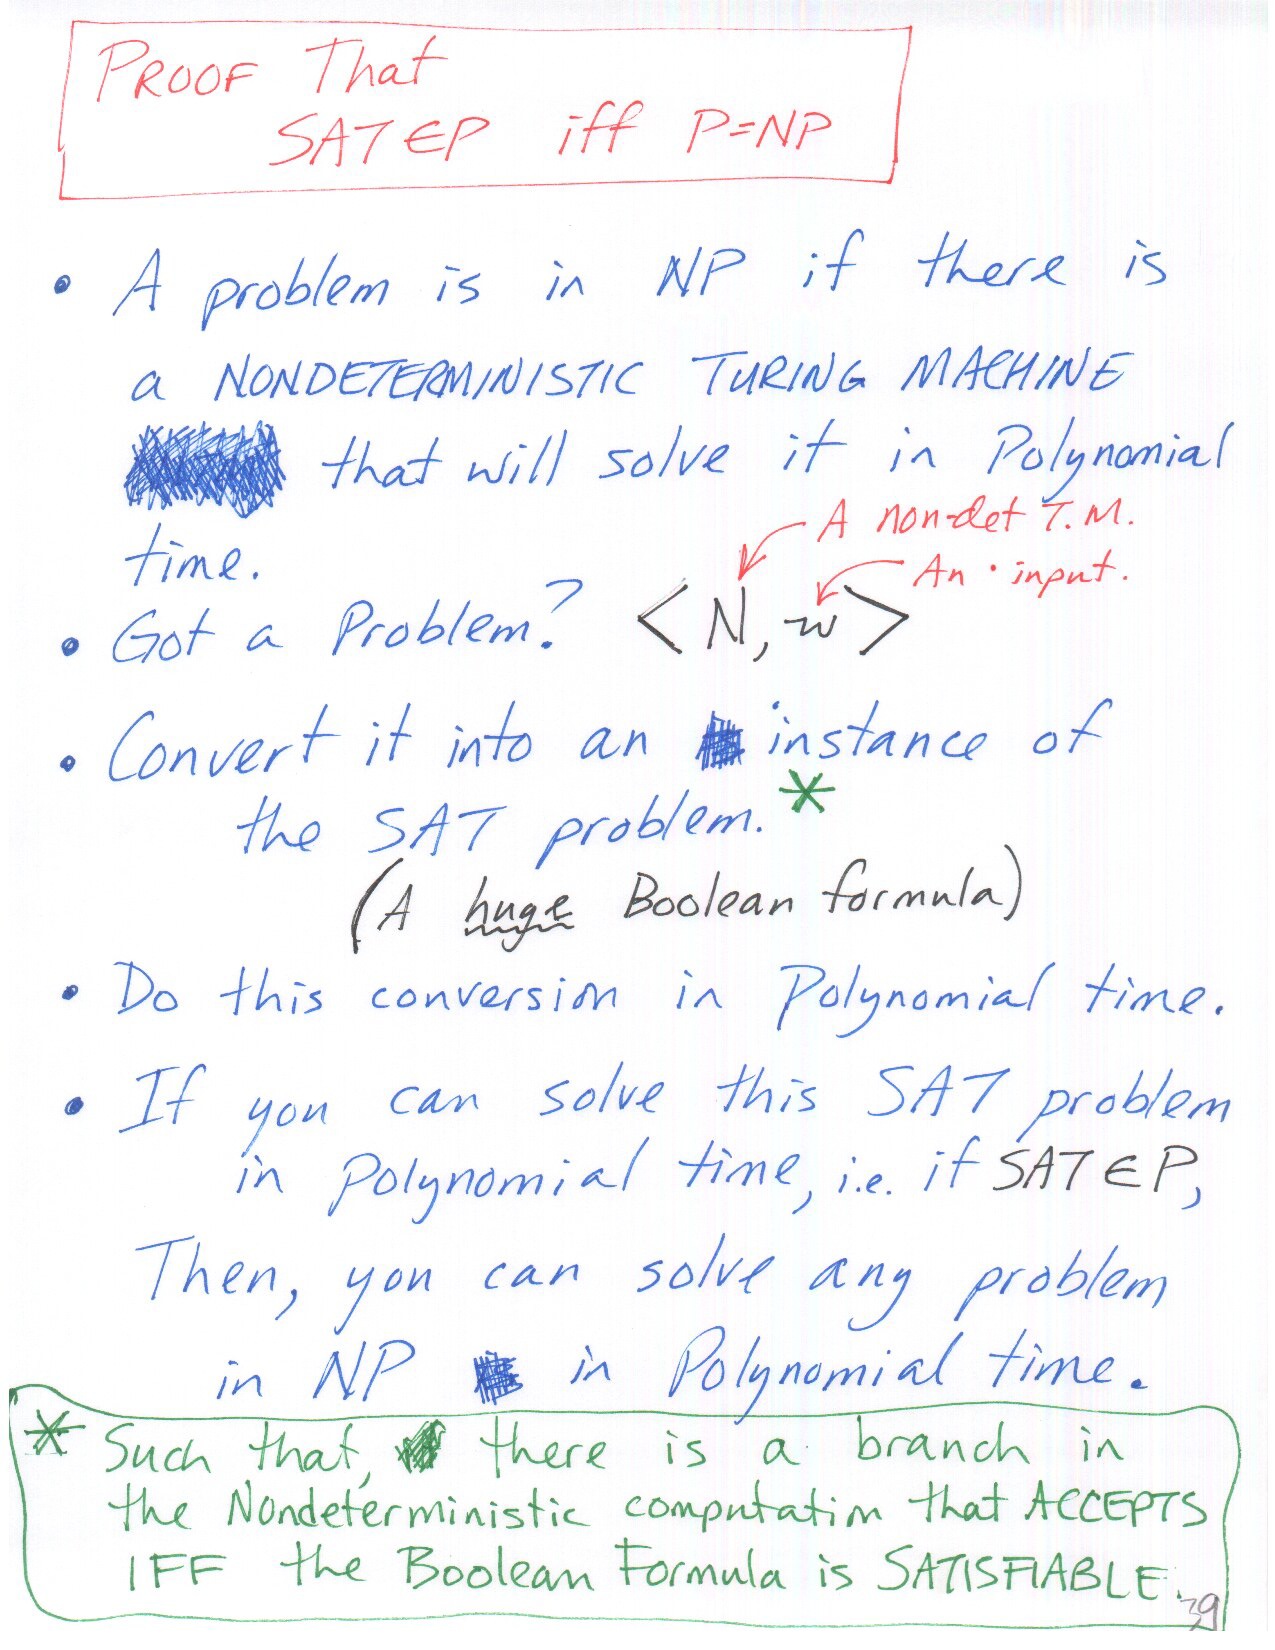 PROOF That
SAT ∈ P iff P=NP
• A problem is in NP if there is
a NONDETERMINISTIC TURING MACHINE
that will solve it in Polynomial
time.
A non-det T.M.
An · input.
• Got a Problem? <N, w>
• Convert it into an instance of
the SAT problem.*
(A huge Boolean formula)
• Do this conversion in Polynomial time.
• If you can solve this SAT problem
in Polynomial time, i.e. if SAT ∈ P,
Then, you can solve any problem
in NP in Polynomial time.
* Such that, there is a branch in
the Nondeterministic computation that ACCEPTS
IFF the Boolean Formula is SATISFIABLE.
39